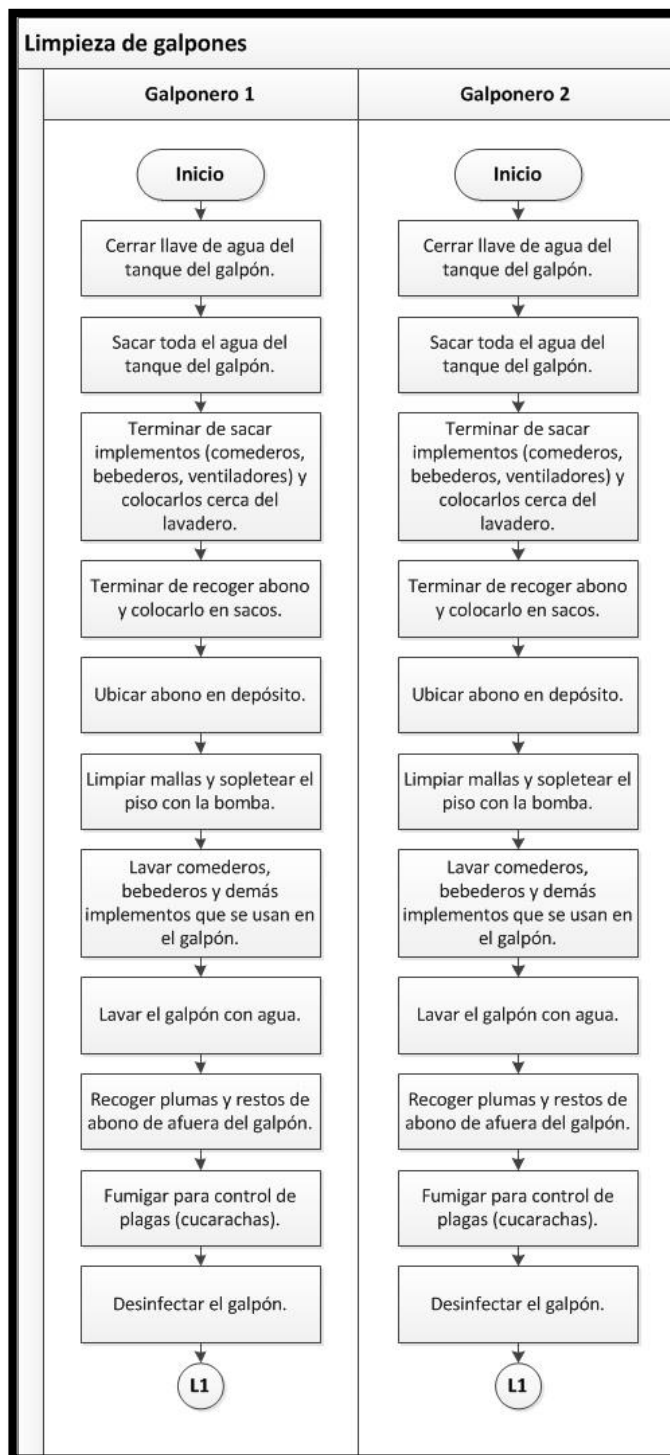 Limpieza de galpones
Galponero 1
Inicio
Cerrar llave de agua del
tanque del galpón.
Sacar toda el agua del
tanque del galpón.
Terminar de sacar
implementos (comederos,
bebederos, ventiladores) y
colocarlos cerca del
lavadero.
Terminar de recoger abono
y colocarlo en sacos.
Ubicar abono en depósito.
Limpiar mallas y sopletear el
piso con la bomba.
Lavar comederos,
bebederos y demás
implementos que se usan en
el galpón.
Lavar el galpón con agua.
Recoger plumas y restos de
abono de afuera del galpón.
Fumigar para control de
plagas (cucarachas).
Desinfectar el galpón.
L1
Galponero 2
Inicio
Cerrar llave de agua del
tanque del galpón.
Sacar toda el agua del
tanque del galpón.
Terminar de sacar
implementos (comederos,
bebederos, ventiladores) y
colocarlos cerca del
lavadero.
Terminar de recoger abono
y colocarlo en sacos.
Ubicar abono en depósito.
Limpiar mallas y sopletear el
piso con la bomba.
Lavar comederos,
bebederos y demás
implementos que se usan en
el galpón.
Lavar el galpón con agua.
Recoger plumas y restos de
abono de afuera del galpón.
Fumigar para control de
plagas (cucarachas).
Desinfectar el galpón.
L1